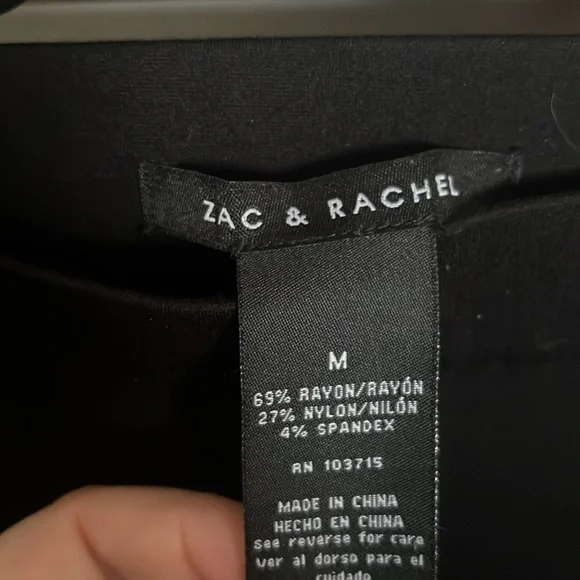 ZAC & RACHEL
M
69% RAYON/RAYÓN
27% NYLON/NILÓN
4% SPANDEX
RN 103715
MADE IN CHINA
HECHO EN CHINA
see reverse for care
ver al dorso para el
cuidado